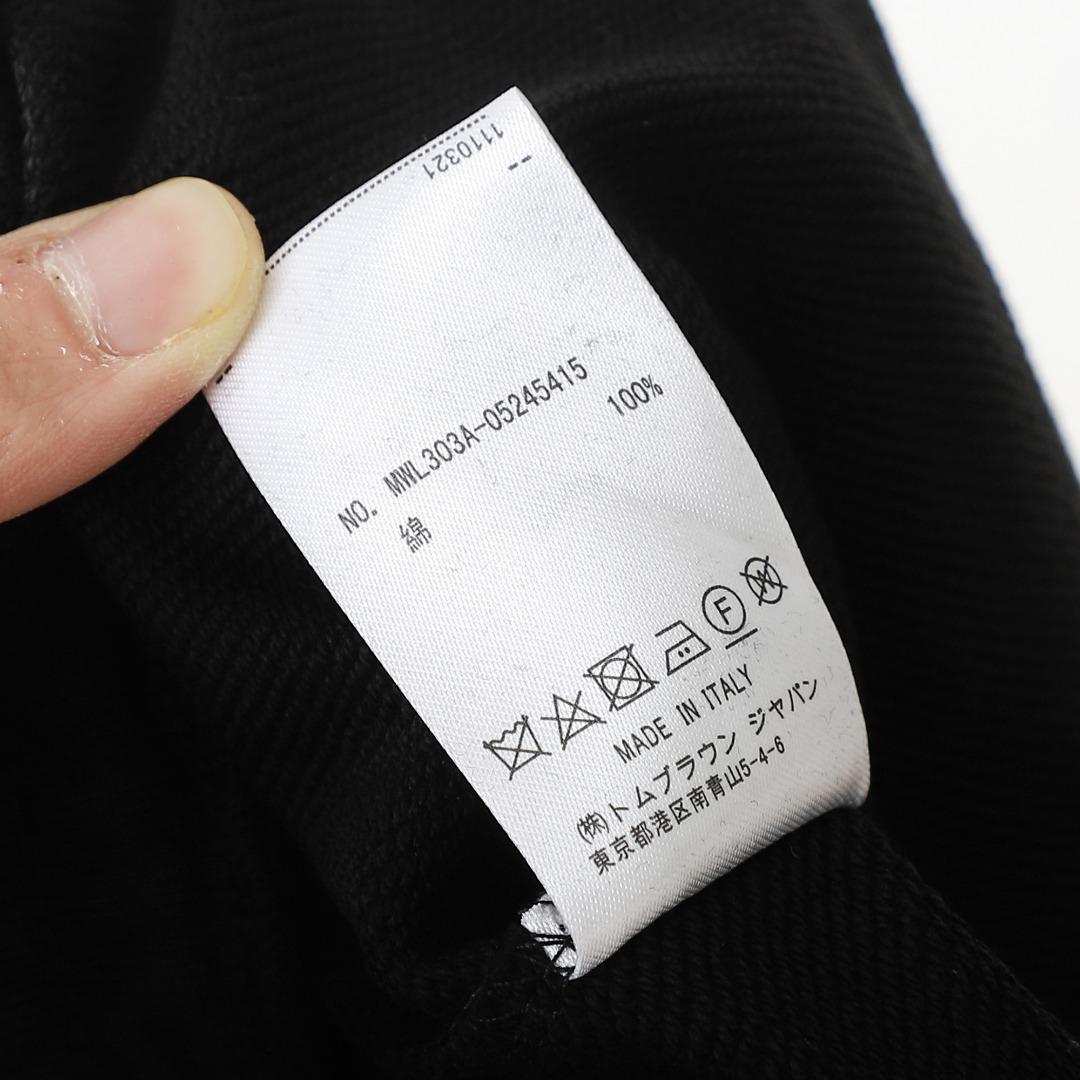 1110321
NO. MWL303A-05245415
綿 100%
F W
MADE IN ITALY
(株)トムブラウン ジャパン
東京都港区南青山5-4-6